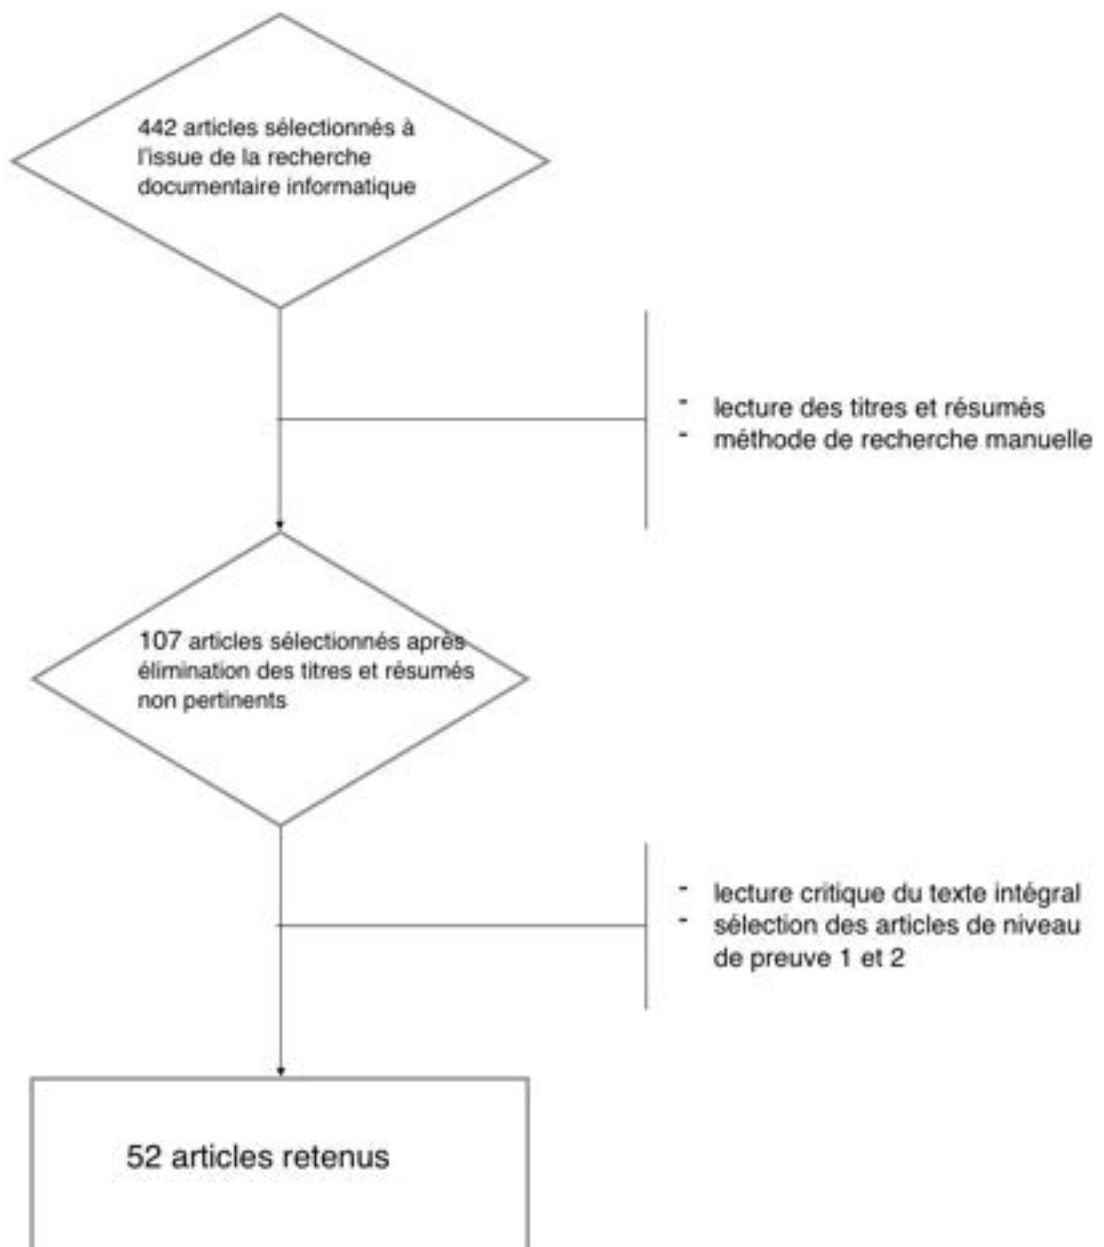 442 articles sélectionnés à
l'issue de la recherche
documentaire informatique
- lecture des titres et résumés
- méthode de recherche manuelle
107 articles sélectionnés après
élimination des titres et résumés
non pertinents
- lecture critique du texte intégral
- sélection des articles de niveau
de preuve 1 et 2
52 articles retenus